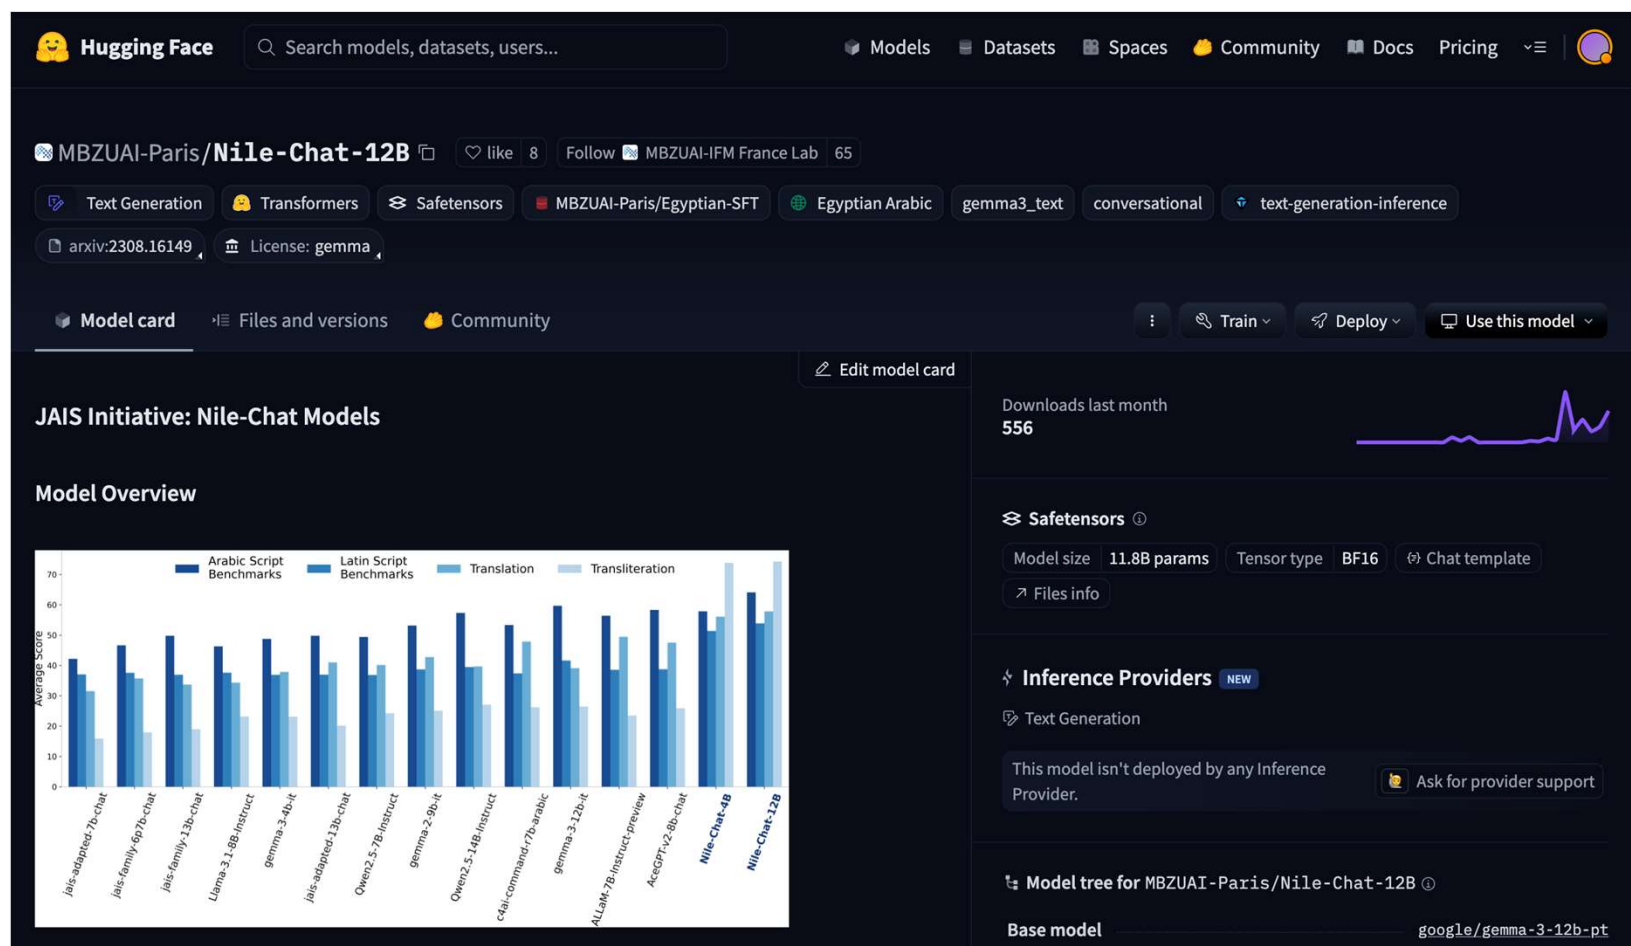 Hugging Face
Search models, datasets, users...
Models
Datasets
Spaces
Community
Docs
Pricing
MBZUAI-Paris/Nile-Chat-12B
like 8
Follow MBZUAI-IFM France Lab 65
Text Generation
Transformers
Safetensors
MBZUAI-Paris/Egyptian-SFT
Egyptian Arabic
gemma3_text
conversational
text-generation-inference
arxiv:2308.16149
License: gemma
Model card
Files and versions
Community
Train
Deploy
Use this model
Edit model card
JAIS Initiative: Nile-Chat Models
Model Overview
Arabic Script
Benchmarks
Latin Script
Benchmarks
Translation
Transliteration
Average Score
70
60
50
40
30
20
10
0
jais-adapted-7b-chat
jais-family-6p7b-chat
jais-family-13b-chat
Llama-3.1-8B-Instruct
gemma-3-4b-it
jais-adapted-13b-chat
Qwen2.5-7B-Instruct
gemma-2-9b-it
Qwen2.5-14B-Instruct
c4ai-command-r7b-arabic
gemma-3-12b-it
ALLaM-7B-Instruct-preview
AceGPT-v2-8b-chat
Nile-Chat-4B
Nile-Chat-12B
Downloads last month
556
Safetensors
Model size 11.8B params
Tensor type BF16
Chat template
Files info
Inference Providers NEW
Text Generation
This model isn't deployed by any Inference
Provider.
Ask for provider support
Model tree for MBZUAI-Paris/Nile-Chat-12B
Base model
google/gemma-3-12b-pt